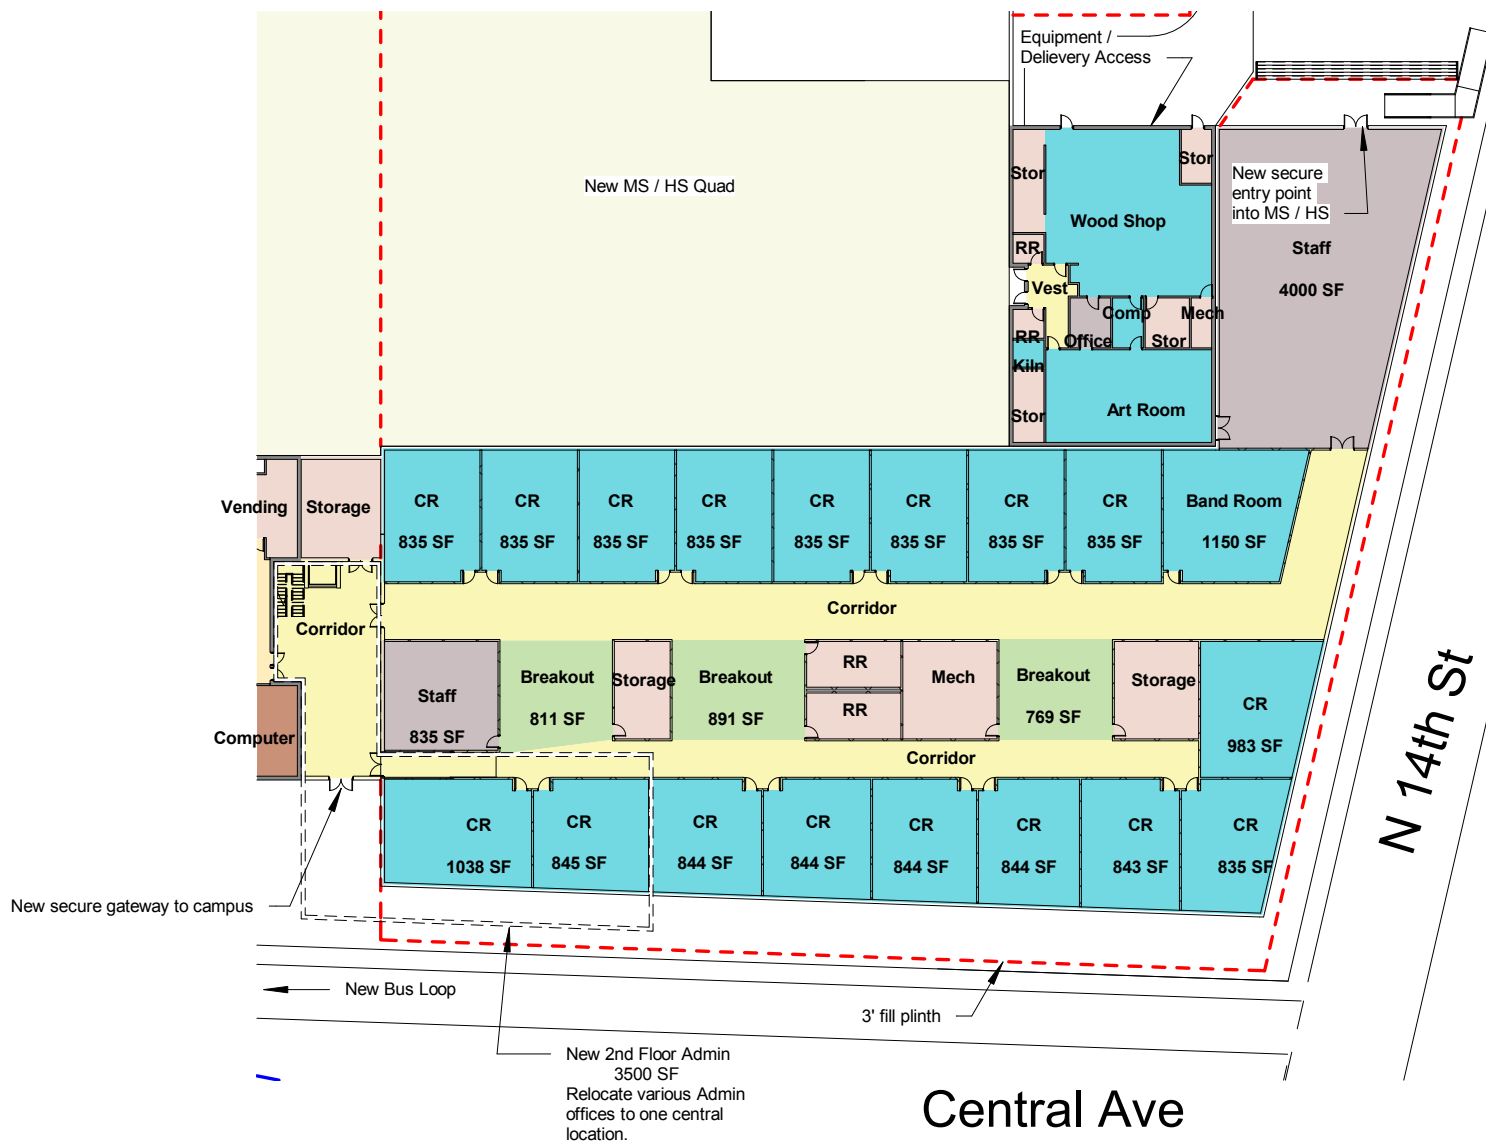 Equipment /
Delievery Access
New MS / HS Quad
Stor
Stor
New secure
entry point
into MS / HS
Wood Shop
RR
Staff
4000 SF
Vest
Comp
Mech
RR
Office
Stor
Kiln
Stor
Art Room
Vending
Storage
CR
835 SF
CR
835 SF
CR
835 SF
CR
835 SF
CR
835 SF
CR
835 SF
CR
835 SF
CR
835 SF
Band Room
1150 SF
Corridor
Corridor
Staff
835 SF
Breakout
811 SF
Storage
Breakout
891 SF
RR
RR
Mech
Breakout
769 SF
Storage
CR
983 SF
Computer
Corridor
CR
1038 SF
CR
845 SF
CR
844 SF
CR
844 SF
CR
844 SF
CR
844 SF
CR
843 SF
CR
835 SF
N 14th St
New secure gateway to campus
New Bus Loop
3' fill plinth
New 2nd Floor Admin
3500 SF
Relocate various Admin
offices to one central
location.
Central Ave